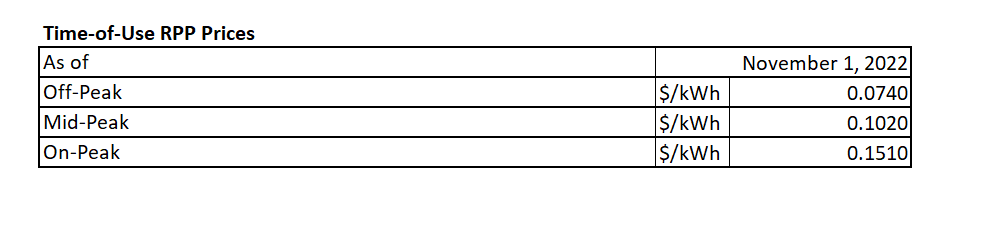 Time-of-Use RPP Prices
As of November 1, 2022
Off-Peak $/kWh 0.0740
Mid-Peak $/kWh 0.1020
On-Peak $/kWh 0.1510